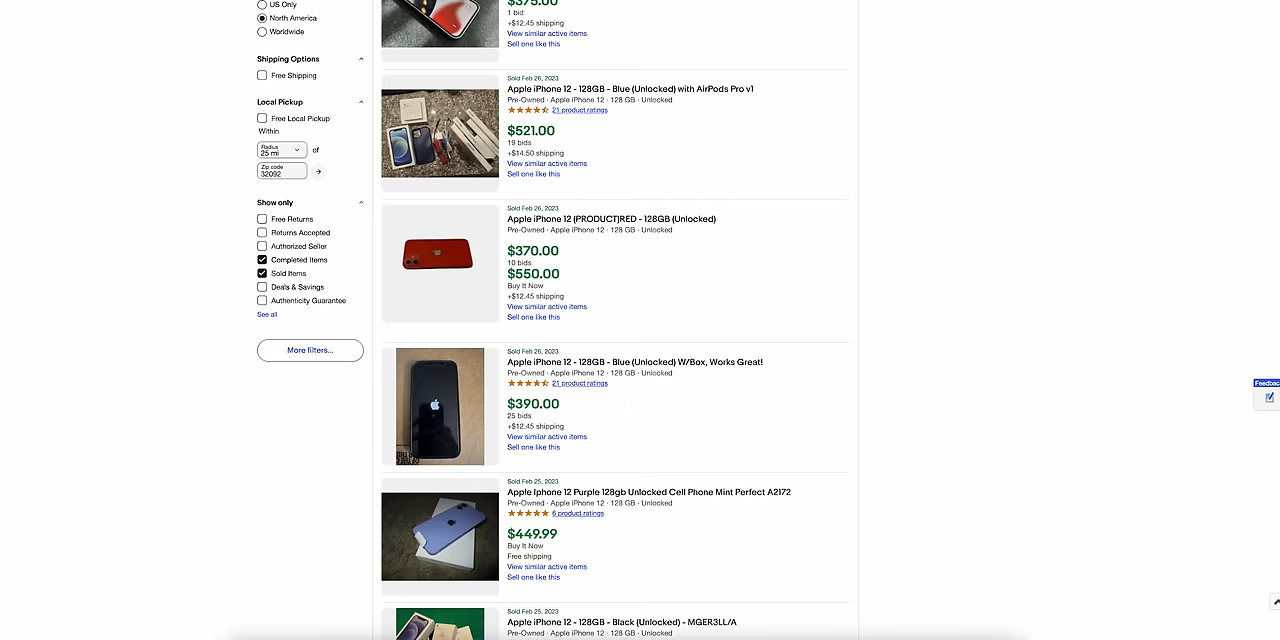 US Only
North America
Worldwide
Shipping Options
Free Shipping
Local Pickup
Free Local Pickup
Within
Radius
25 mi
of
Zip code
32092
Show only
Free Returns
Returns Accepted
Authorized Seller
Completed Items
Sold Items
Deals & Savings
Authenticity Guarantee
See all
More filters...
$375.00
1 bid
+$12.45 shipping
View similar active items
Sell one like this
Sold Feb 26, 2023
Apple iPhone 12 - 128GB - Blue (Unlocked) with AirPods Pro v1
Pre-Owned · Apple iPhone 12 · 128 GB · Unlocked
21 product ratings
$521.00
19 bids
+$14.50 shipping
View similar active items
Sell one like this
Sold Feb 26, 2023
Apple iPhone 12 (PRODUCT)RED - 128GB (Unlocked)
Pre-Owned · Apple iPhone 12 · 128 GB · Unlocked
$370.00
10 bids
$550.00
Buy It Now
+$12.45 shipping
View similar active items
Sell one like this
Sold Feb 26, 2023
Apple iPhone 12 - 128GB - Blue (Unlocked) W/Box, Works Great!
Pre-Owned · Apple iPhone 12 · 128 GB · Unlocked
21 product ratings
$390.00
25 bids
+$12.45 shipping
View similar active items
Sell one like this
Sold Feb 25, 2023
Apple Iphone 12 Purple 128gb Unlocked Cell Phone Mint Perfect A2172
Pre-Owned · Apple iPhone 12 · 128 GB · Unlocked
6 product ratings
$449.99
Buy It Now
Free shipping
View similar active items
Sell one like this
Sold Feb 25, 2023
Apple iPhone 12 - 128GB - Black (Unlocked) - MGER3LL/A
Pre-Owned · Apple iPhone 12 · 128 GB · Unlocked
Feedbac